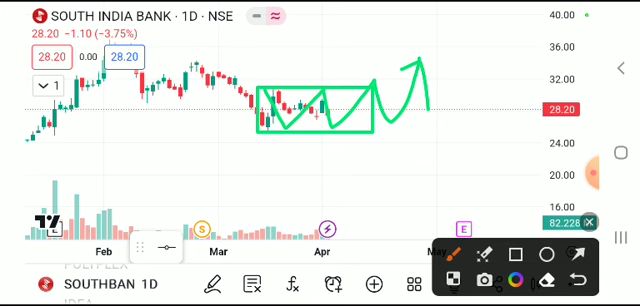 SOUTH INDIA BANK · 1D · NSE
28.20 −1.10 (−3.75%)
28.20 0.00 28.20
1
40.00
36.00
32.00
28.20
24.00
20.00
16.00
82.228
S
E
Feb Mar Apr May
SOUTHBAN 1D